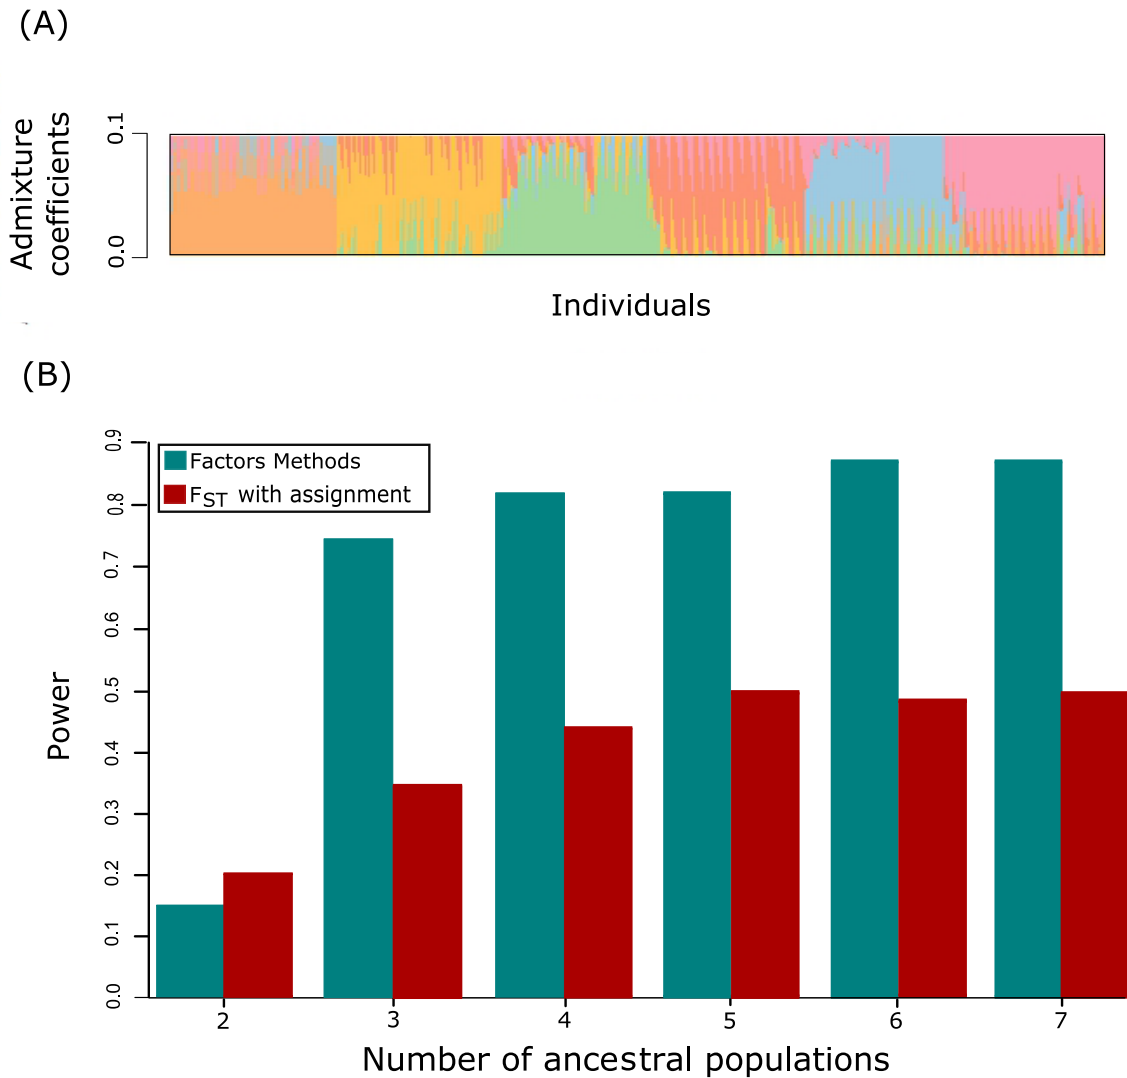 (A)
Admixture
coefficients
0.1
0.0
Individuals
(B)
Power
0.9
0.8
0.7
0.6
0.5
0.4
0.3
0.2
0.1
0.0
Factors Methods
FST with assignment
2 3 4 5 6 7
Number of ancestral populations